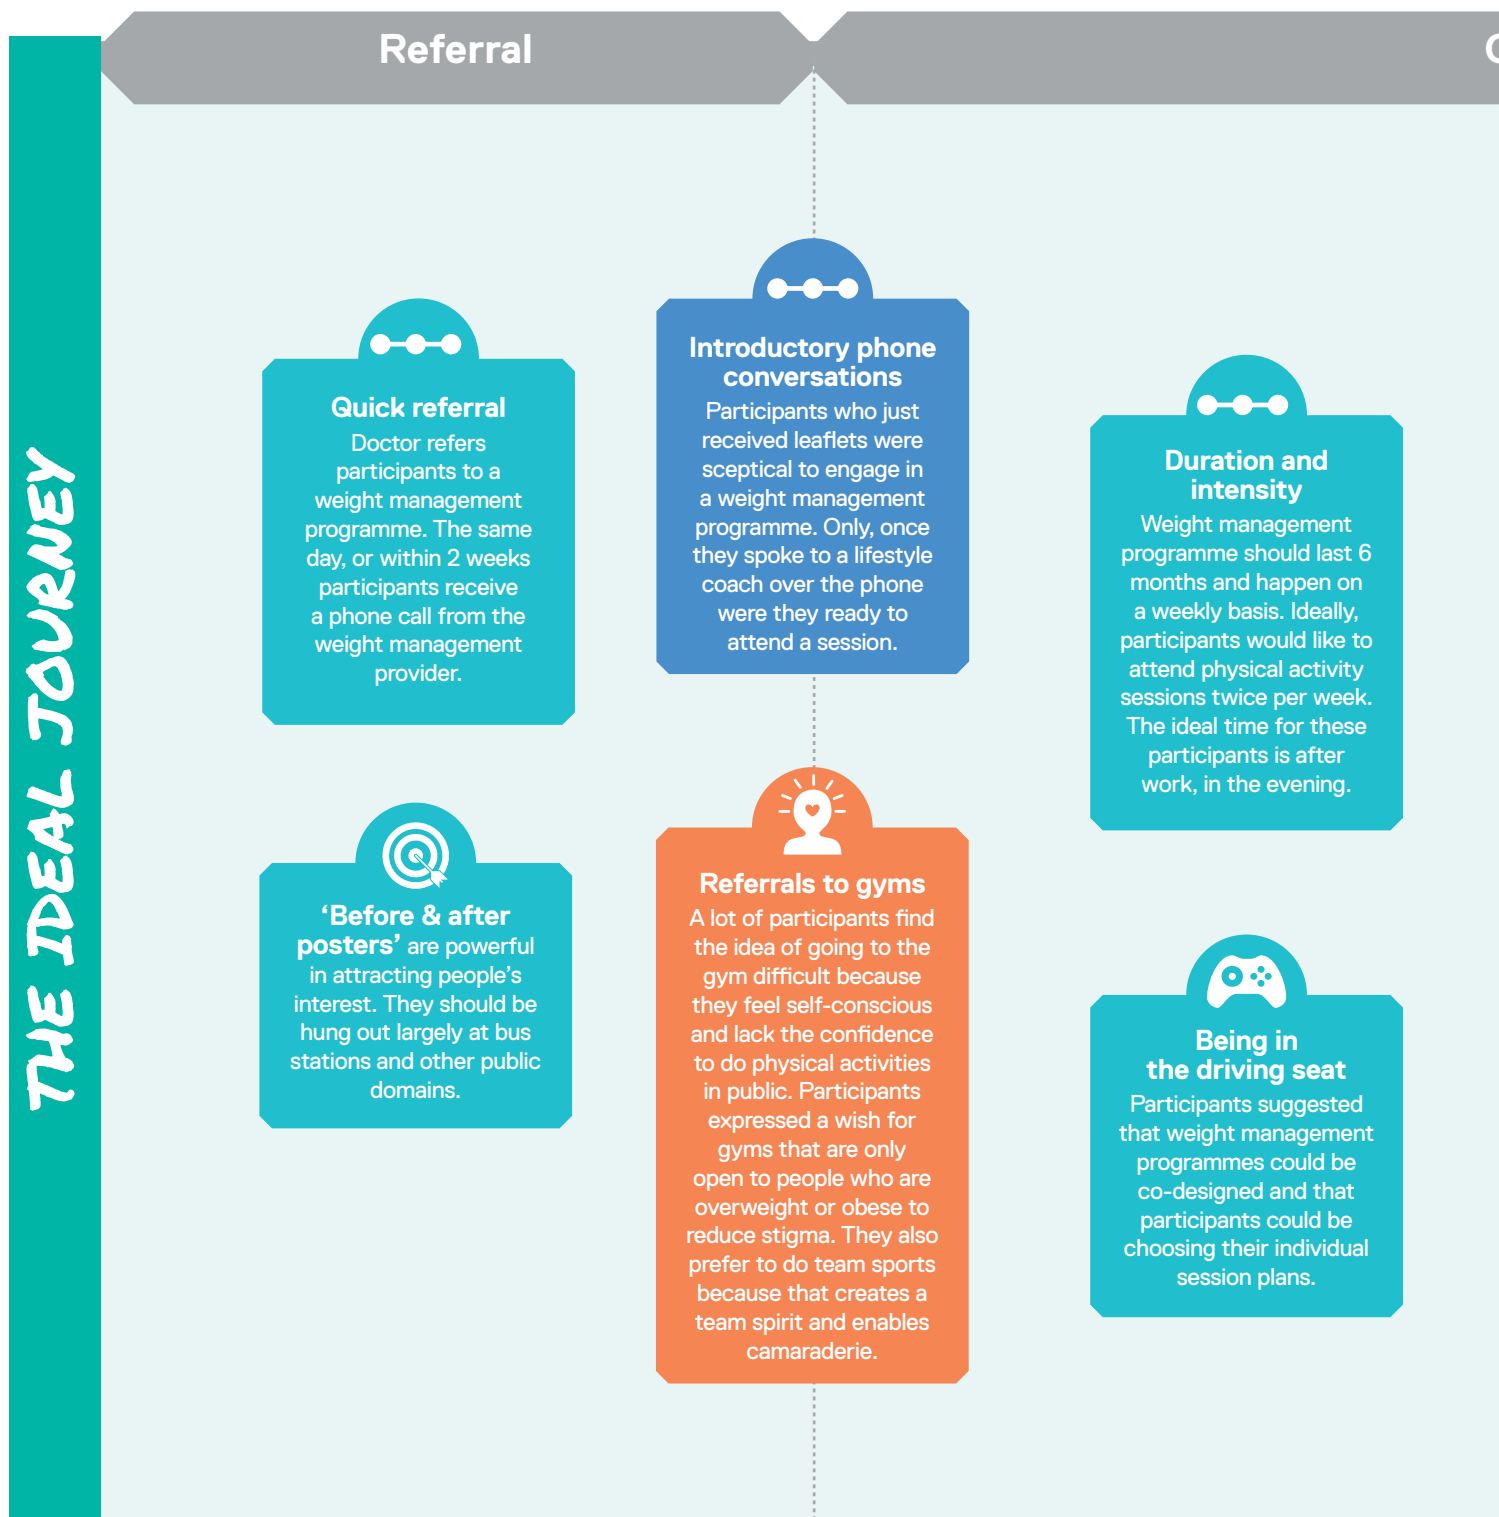 THE IDEAL JOURNEY
Referral
Quick referral
Doctor refers
participants to a
weight management
programme. The same
day, or within 2 weeks
participants receive
a phone call from the
weight management
provider.
‘Before & after
posters’ are powerful
in attracting people’s
interest. They should be
hung out largely at bus
stations and other public
domains.
Introductory phone
conversations
Participants who just
received leaflets were
sceptical to engage in
a weight management
programme. Only, once
they spoke to a lifestyle
coach over the phone
were they ready to
attend a session.
Referrals to gyms
A lot of participants find
the idea of going to the
gym difficult because
they feel self-conscious
and lack the confidence
to do physical activities
in public. Participants
expressed a wish for
gyms that are only
open to people who are
overweight or obese to
reduce stigma. They also
prefer to do team sports
because that creates a
team spirit and enables
camaraderie.
Duration and
intensity
Weight management
programme should last 6
months and happen on
a weekly basis. Ideally,
participants would like to
attend physical activity
sessions twice per week.
The ideal time for these
participants is after
work, in the evening.
Being in
the driving seat
Participants suggested
that weight management
programmes could be
co-designed and that
participants could be
choosing their individual
session plans.